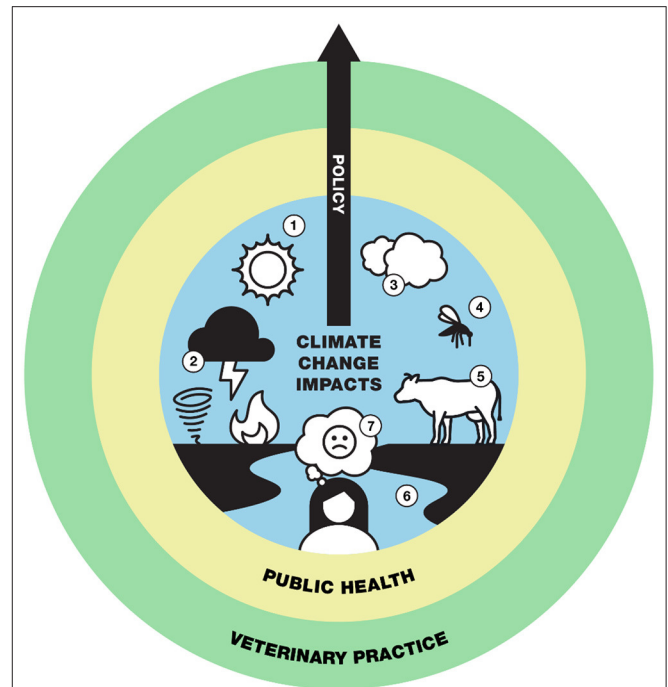 POLICY
1
3
4
CLIMATE
CHANGE
IMPACTS
2
5
7
6
PUBLIC HEALTH
VETERINARY PRACTICE